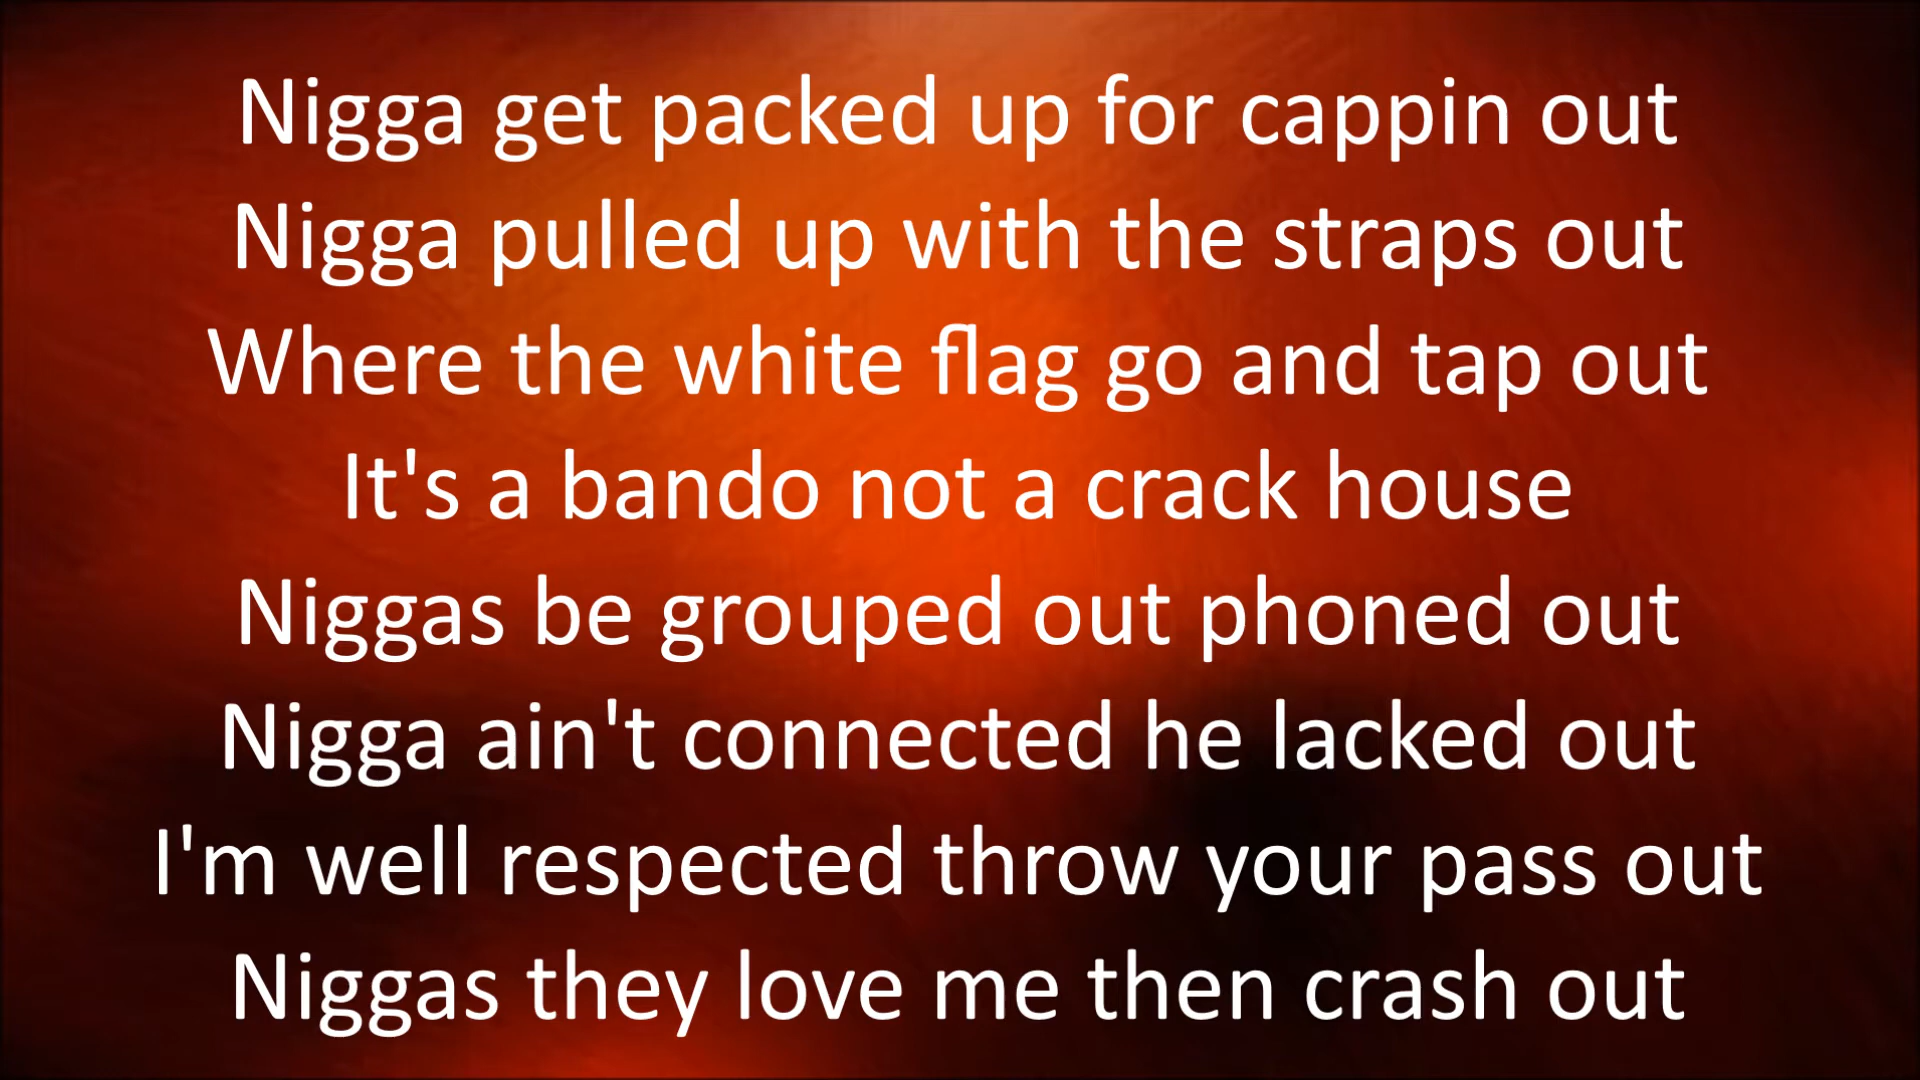 Nigga get packed up for cappin out
Nigga pulled up with the straps out
Where the white flag go and tap out
It's a bando not a crack house
Niggas be grouped out phoned out
Nigga ain't connected he lacked out
I'm well respected throw your pass out
Niggas they love me then crash out